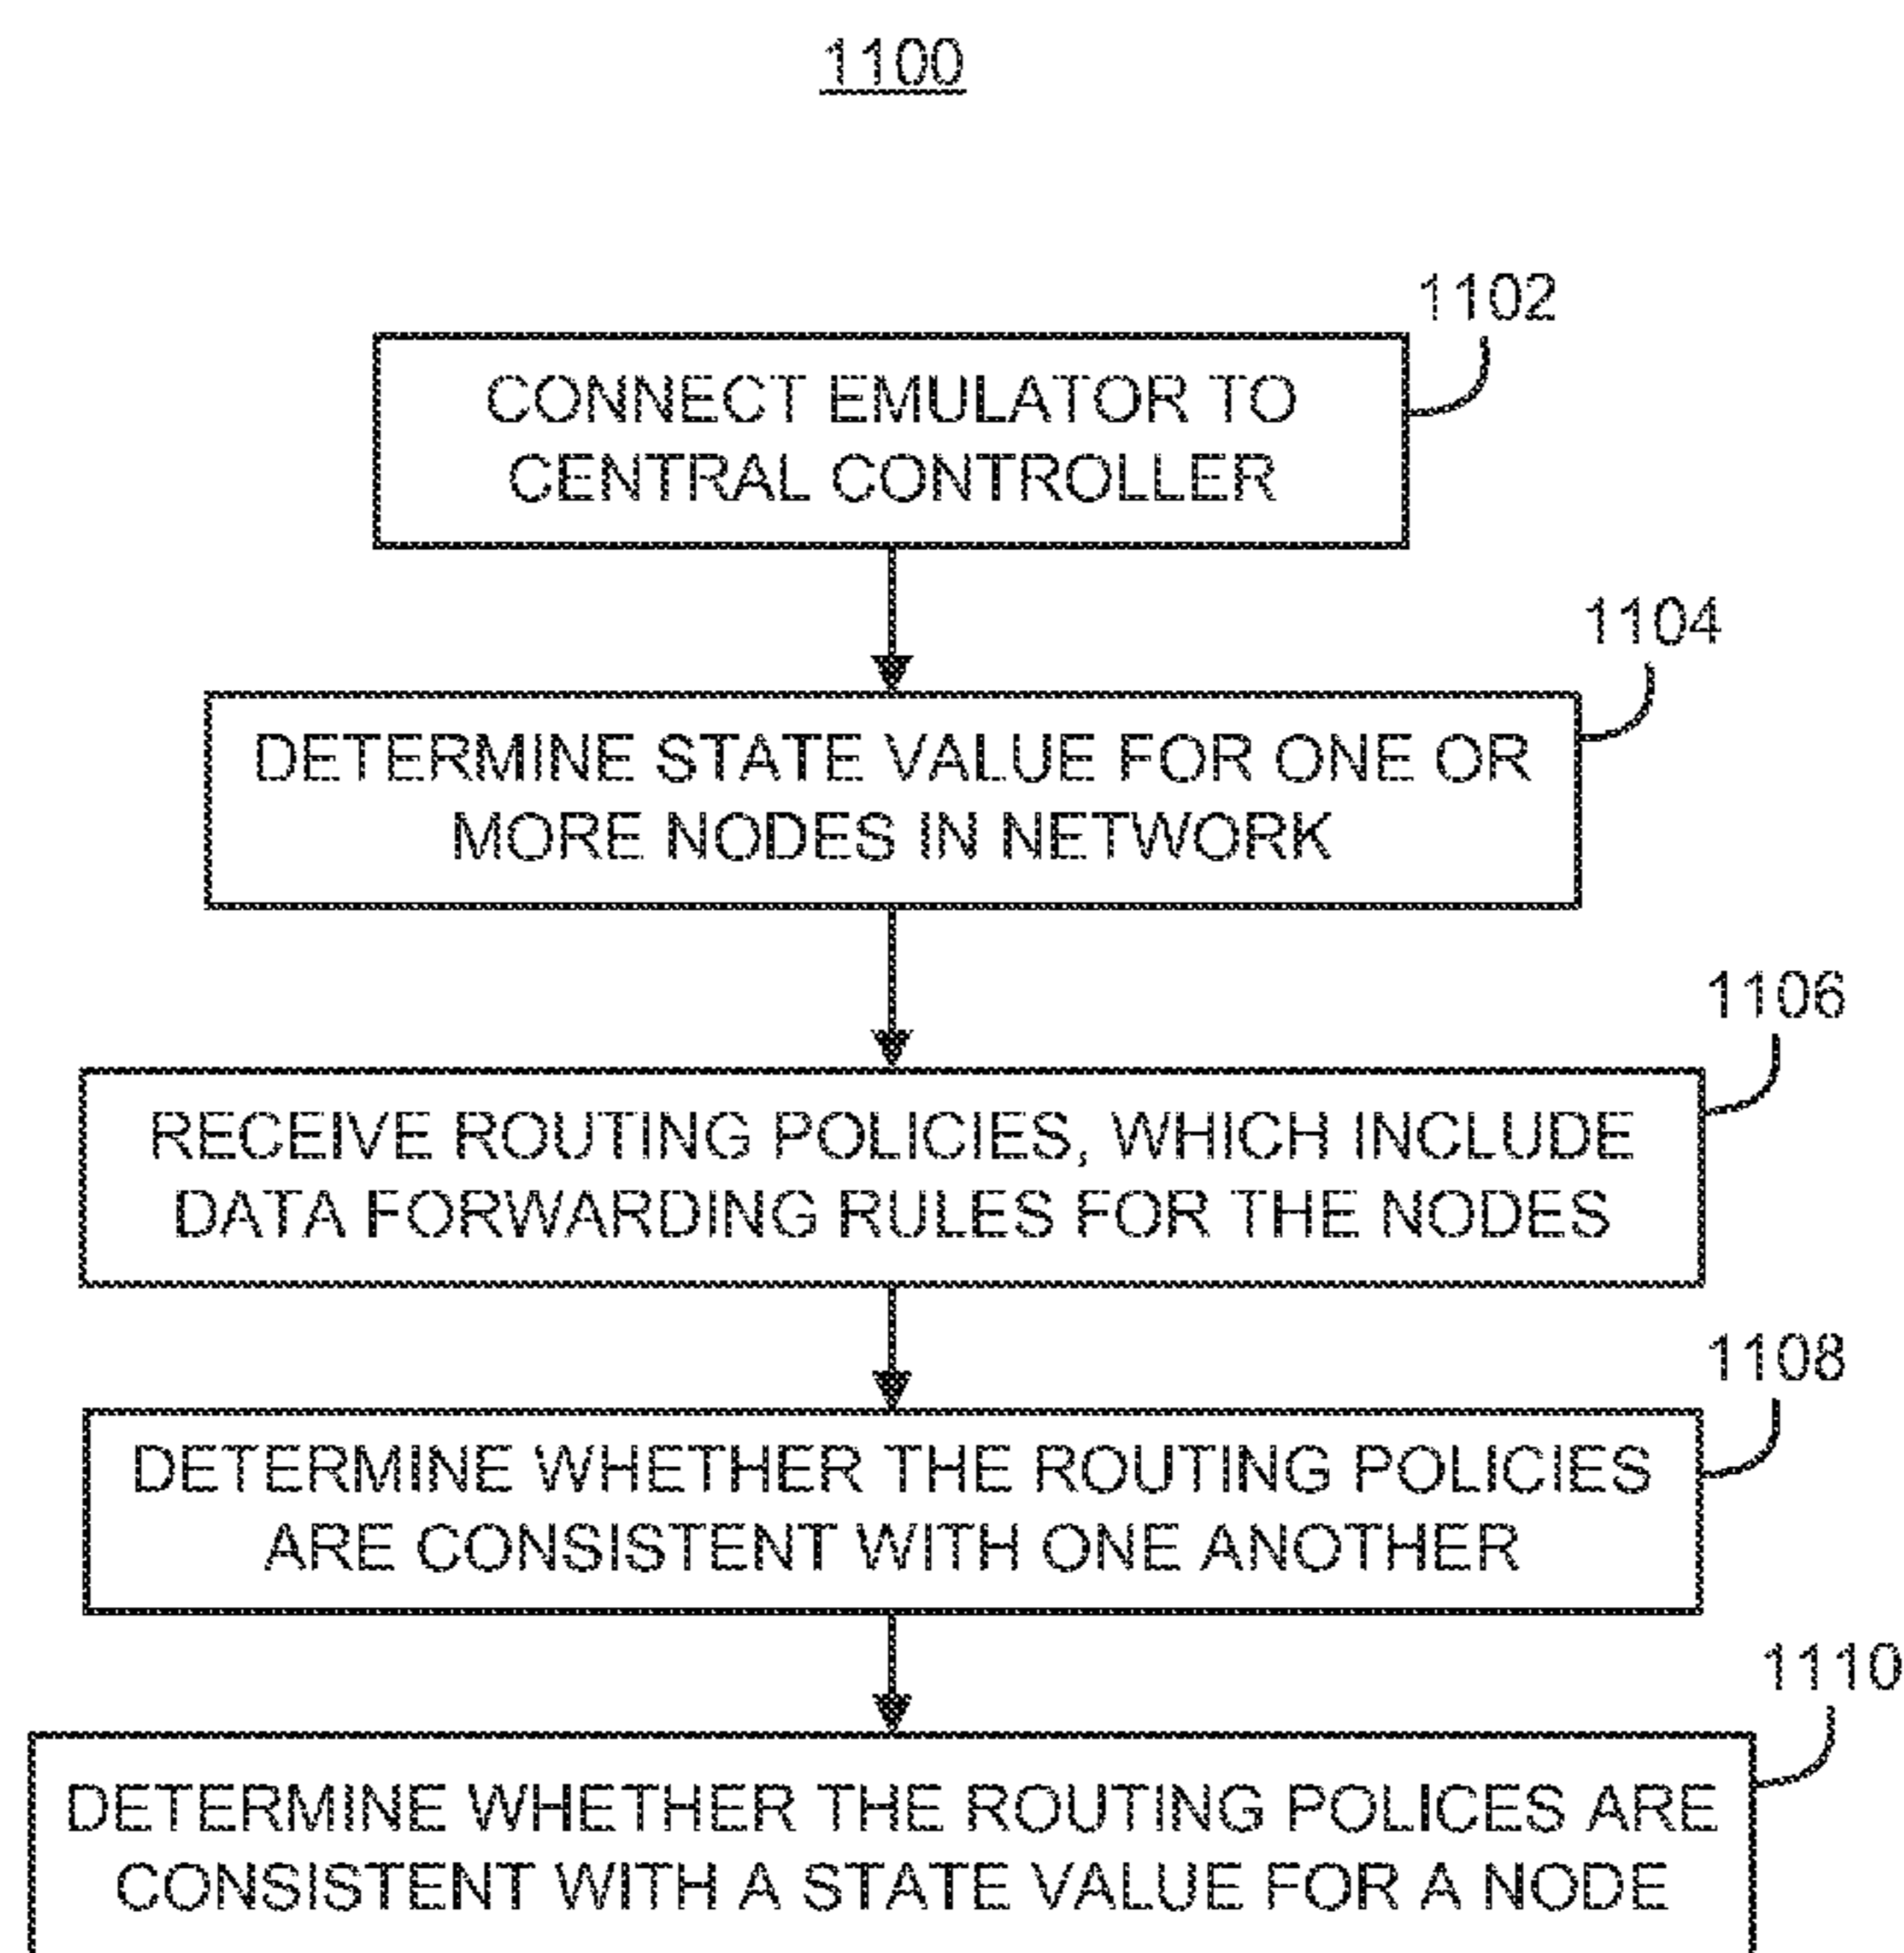 1100
1102
CONNECT EMULATOR TO
CENTRAL CONTROLLER
1104
DETERMINE STATE VALUE FOR ONE OR
MORE NODES IN NETWORK
1106
RECEIVE ROUTING POLICIES, WHICH INCLUDE
DATA FORWARDING RULES FOR THE NODES
1108
DETERMINE WHETHER THE ROUTING POLICIES
ARE CONSISTENT WITH ONE ANOTHER
1110
DETERMINE WHETHER THE ROUTING POLICES ARE
CONSISTENT WITH A STATE VALUE FOR A NODE